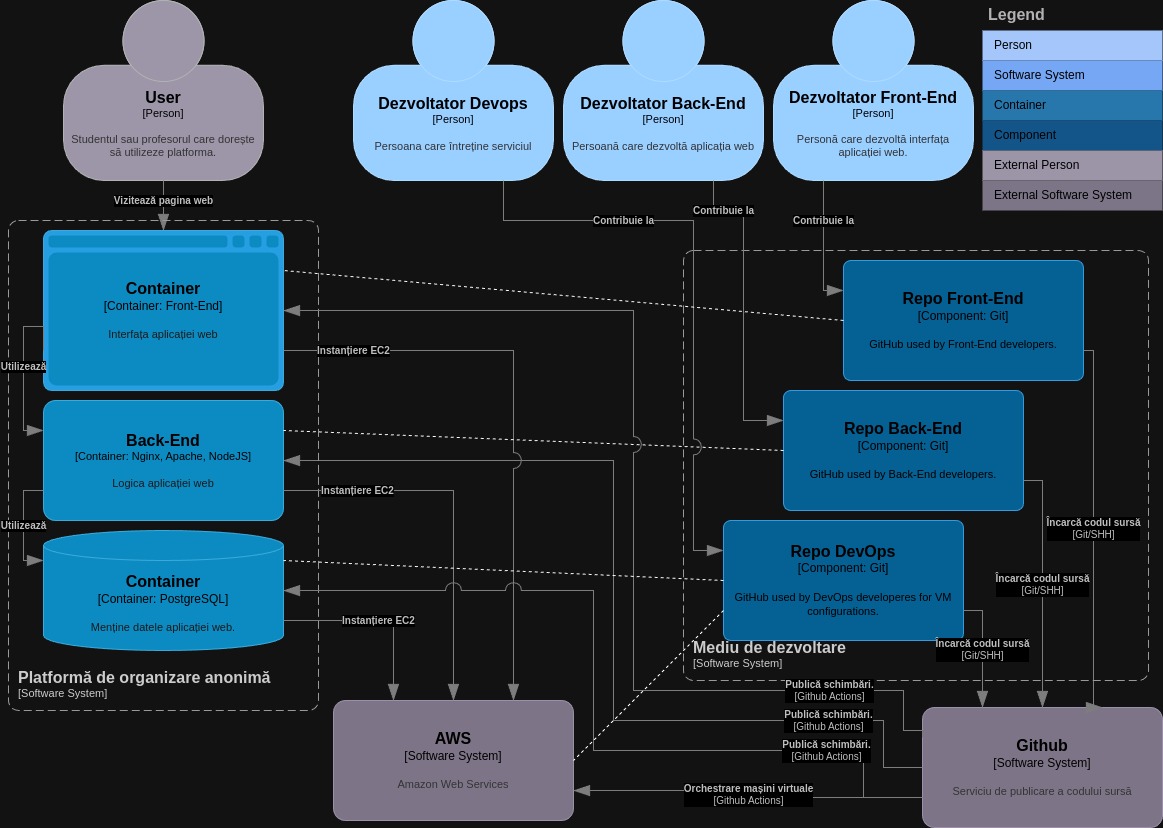 User
[Person]
Studentul sau profesorul care dorește
să utilizeze platforma.
Dezvoltator Devops
[Person]
Persoana care întreține serviciul
Dezvoltator Back-End
[Person]
Persoană care dezvoltă aplicația web
Dezvoltator Front-End
[Person]
Personă care dezvoltă interfața
aplicației web.
Legend
Person
Software System
Container
Component
External Person
External Software System
Vizitează pagina web
Contribuie la
Contribuie la
Contribuie la
Container
[Container: Front-End]
Interfața aplicației web
Utilizează
Instanțiere EC2
Repo Front-End
[Component: Git]
GitHub used by Front-End developers.
Back-End
[Container: Nginx, Apache, NodeJS]
Logica aplicației web
Utilizează
Instanțiere EC2
Repo Back-End
[Component: Git]
GitHub used by Back-End developers.
Încarcă codul sursă
[Git/SHH]
Container
[Container: PostgreSQL]
Menține datele aplicației web.
Instanțiere EC2
Repo DevOps
[Component: Git]
GitHub used by DevOps developeres for VM
configurations.
Încarcă codul sursă
[Git/SHH]
Încarcă codul sursă
[Git/SHH]
Mediu de dezvoltare
[Software System]
Platformă de organizare anonimă
[Software System]
Publică schimbări.
[Github Actions]
Publică schimbări.
[Github Actions]
Publică schimbări.
[Github Actions]
AWS
[Software System]
Amazon Web Services
Orchestrare mașini virtuale
[Github Actions]
Github
[Software System]
Serviciu de publicare a codului sursă